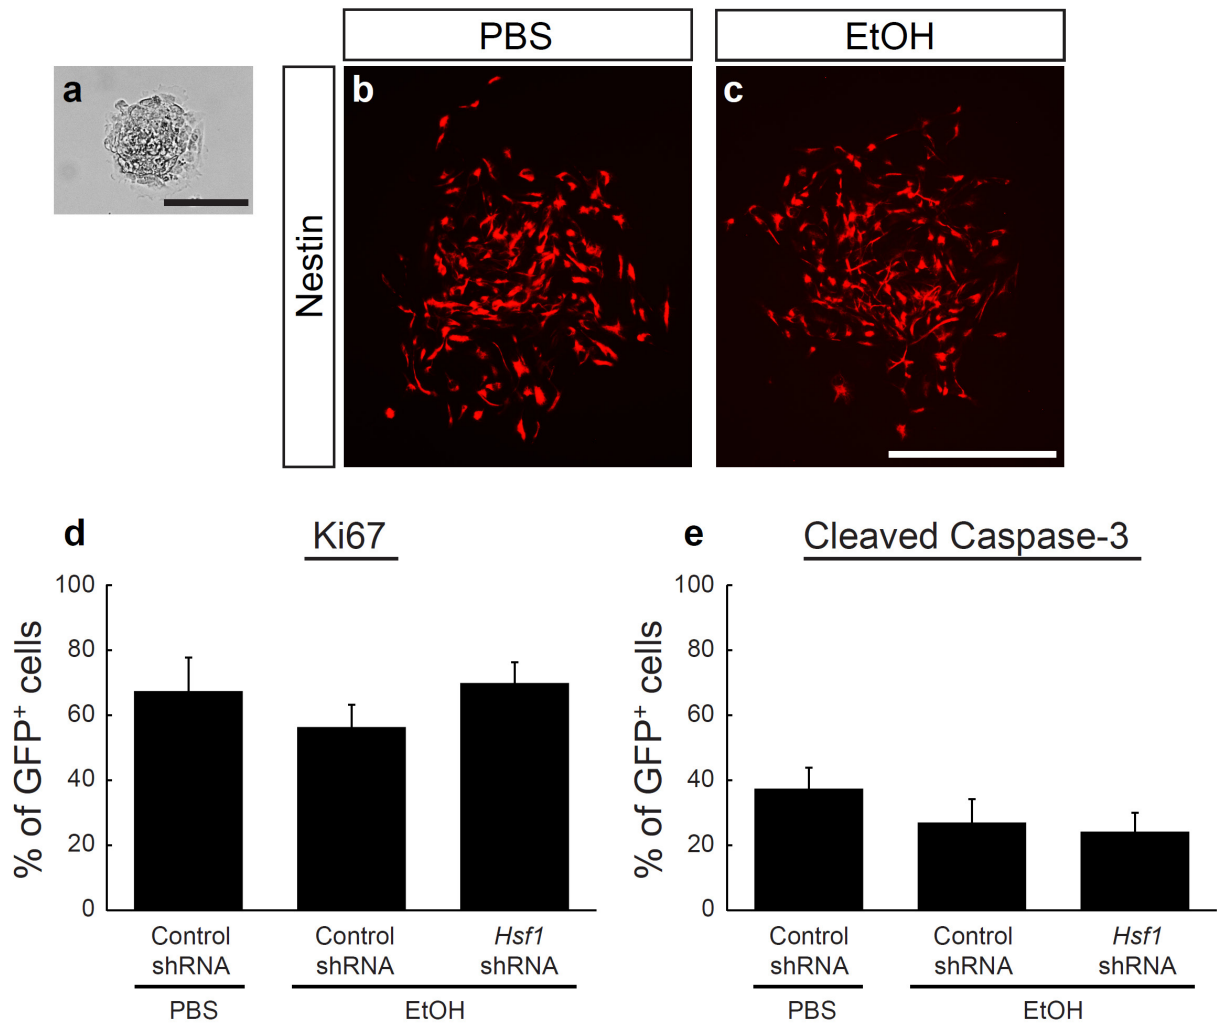 PBS
EtOH
a
b
c
Nestin
d
Ki67
e
Cleaved Caspase-3
% of GFP⁺ cells
100
80
60
40
20
0
Control
shRNA
Control
shRNA
Hsf1
shRNA
PBS
EtOH
% of GFP⁺ cells
100
80
60
40
20
0
Control
shRNA
Control
shRNA
Hsf1
shRNA
PBS
EtOH